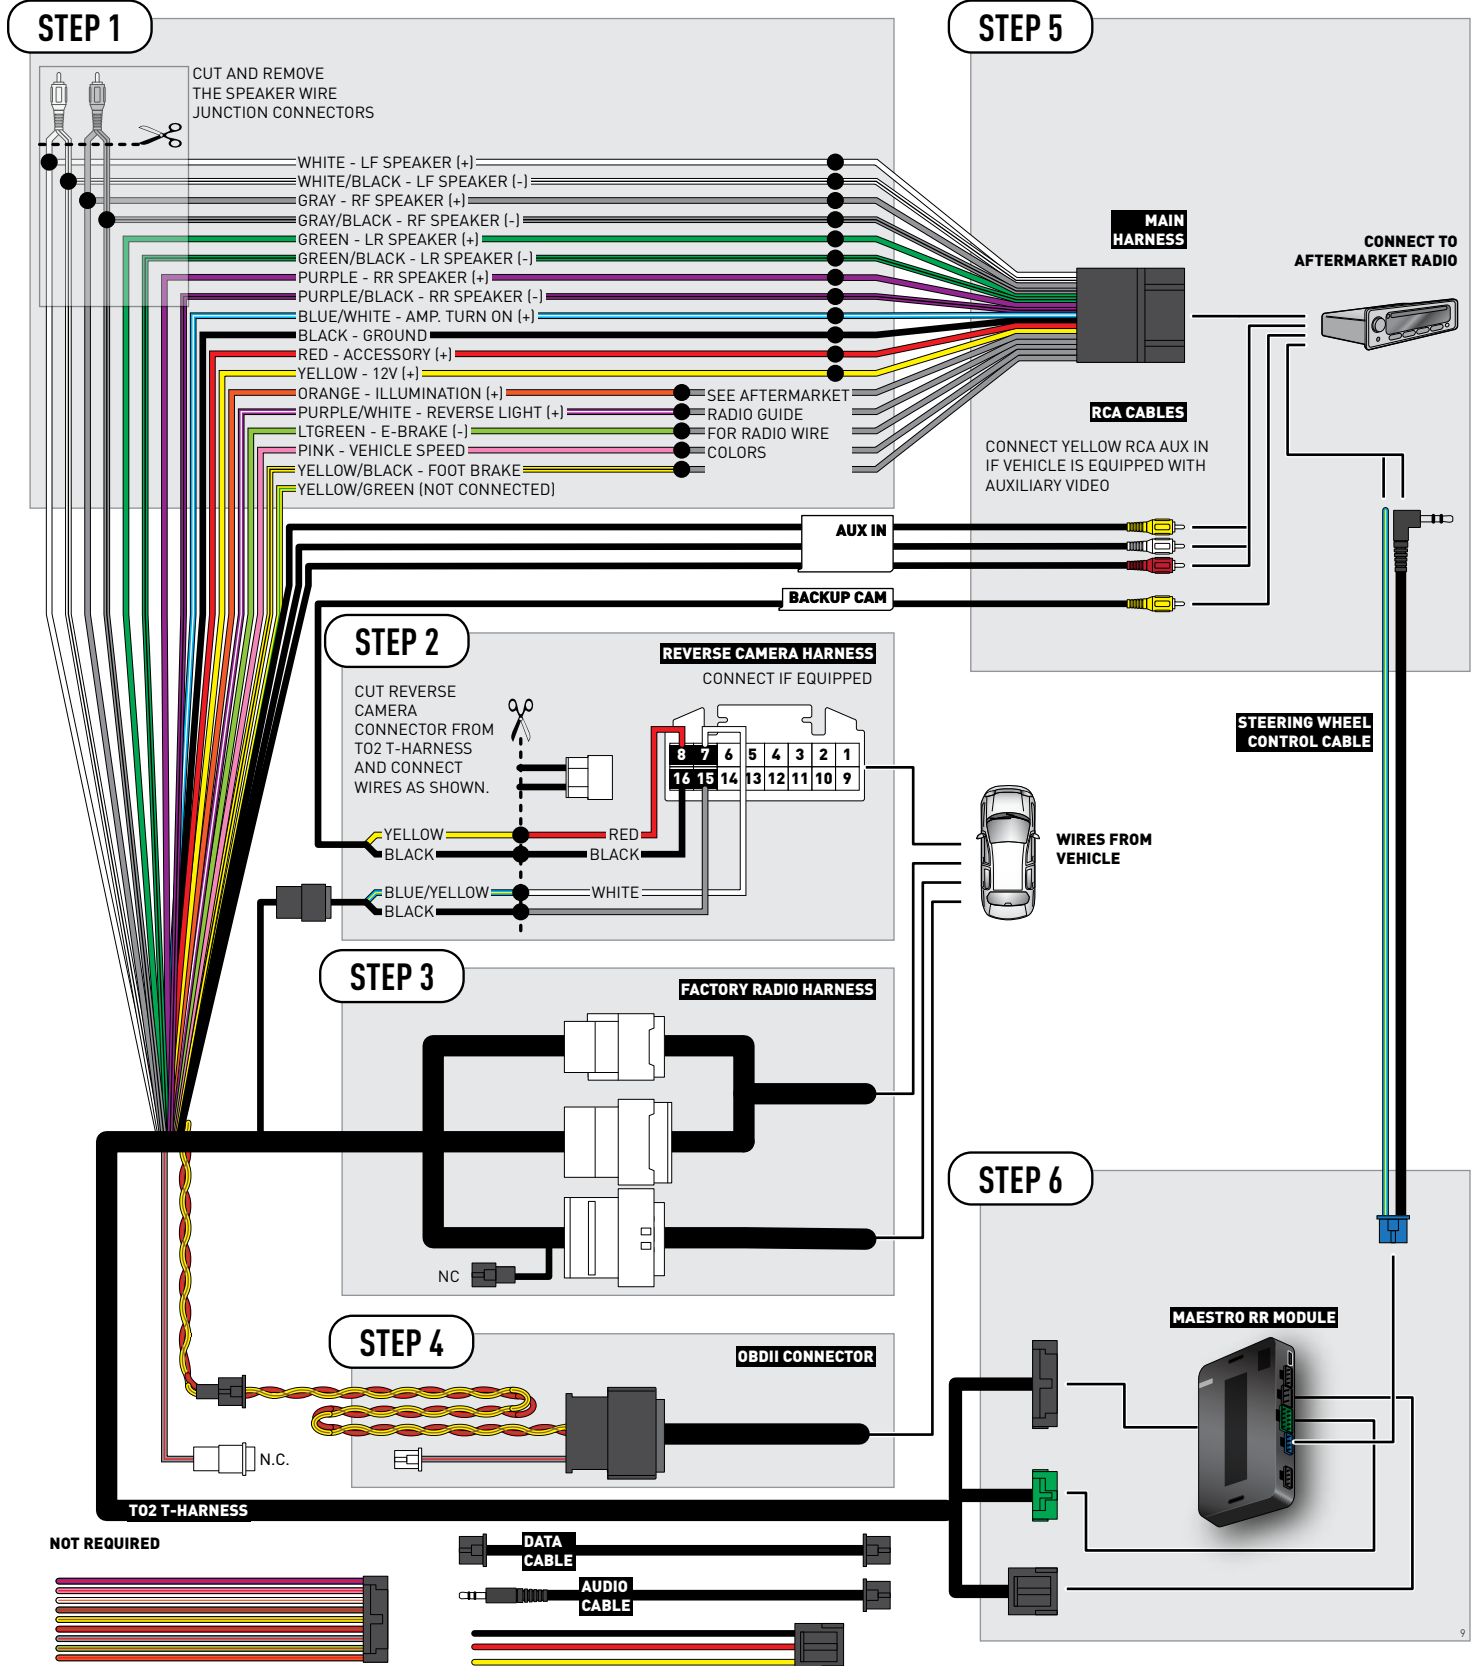 STEP 1
CUT AND REMOVE
THE SPEAKER WIRE
JUNCTION CONNECTORS
WHITE - LF SPEAKER (+)
WHITE/BLACK - LF SPEAKER (-)
GRAY - RF SPEAKER (+)
GRAY/BLACK - RF SPEAKER (-)
GREEN - LR SPEAKER (+)
GREEN/BLACK - LR SPEAKER (-)
PURPLE - RR SPEAKER (+)
PURPLE/BLACK - RR SPEAKER (-)
BLUE/WHITE - AMP. TURN ON (+)
BLACK - GROUND
RED - ACCESSORY (+)
YELLOW - 12V (+)
ORANGE - ILLUMINATION (+)
PURPLE/WHITE - REVERSE LIGHT (+)
LTGREEN - E-BRAKE (-)
PINK - VEHICLE SPEED
YELLOW/BLACK - FOOT BRAKE
YELLOW/GREEN (NOT CONNECTED)
SEE AFTERMARKET
RADIO GUIDE
FOR RADIO WIRE
COLORS
STEP 5
MAIN
HARNESS
CONNECT TO
AFTERMARKET RADIO
RCA CABLES
CONNECT YELLOW RCA AUX IN
IF VEHICLE IS EQUIPPED WITH
AUXILIARY VIDEO
AUX IN
BACKUP CAM
STEP 2
REVERSE CAMERA HARNESS
CONNECT IF EQUIPPED
CUT REVERSE
CAMERA
CONNECTOR FROM
TO2 T-HARNESS
AND CONNECT
WIRES AS SHOWN.
8 7 6 5 4 3 2 1
16 15 14 13 12 11 10 9
YELLOW
RED
BLACK
BLACK
BLUE/YELLOW
WHITE
BLACK
STEERING WHEEL
CONTROL CABLE
WIRES FROM
VEHICLE
STEP 3
FACTORY RADIO HARNESS
NC
STEP 4
OBDII CONNECTOR
N.C.
TO2 T-HARNESS
STEP 6
MAESTRO RR MODULE
NOT REQUIRED
DATA
CABLE
AUDIO
CABLE
9